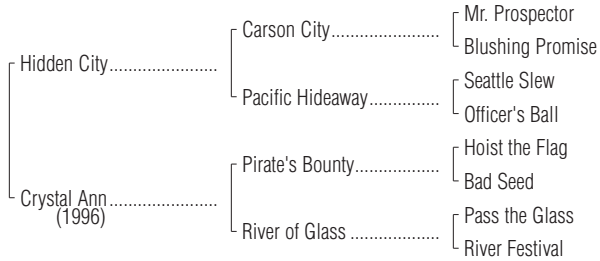 Mr. Prospector
Carson City..................
Blushing Promise
Hidden City......................
Seattle Slew
Pacific Hideaway...............
Officer's Ball
Hoist the Flag
Pirate's Bounty..................
Bad Seed
Crystal Ann......................
(1996)
Pass the Glass
River of Glass ..................
River Festival